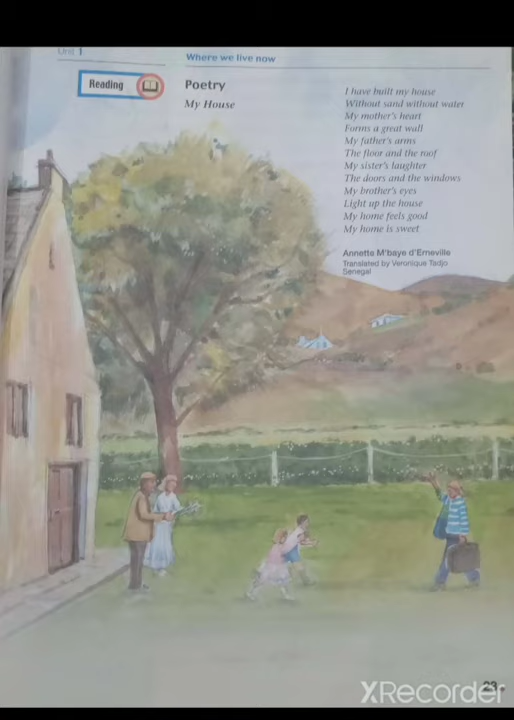 Unit 1
Where we live now
Reading
Poetry
My House
I have built my house
Without sand without water
My mother's heart
Forms a great wall
My father's arms
The floor and the roof
My sister's laughter
The doors and the windows
My brother's eyes
Light up the house
My home feels good
My home is sweet
Annette M'baye d'Erneville
Translated by Veronique Tadjo
Senegal
XRecorder